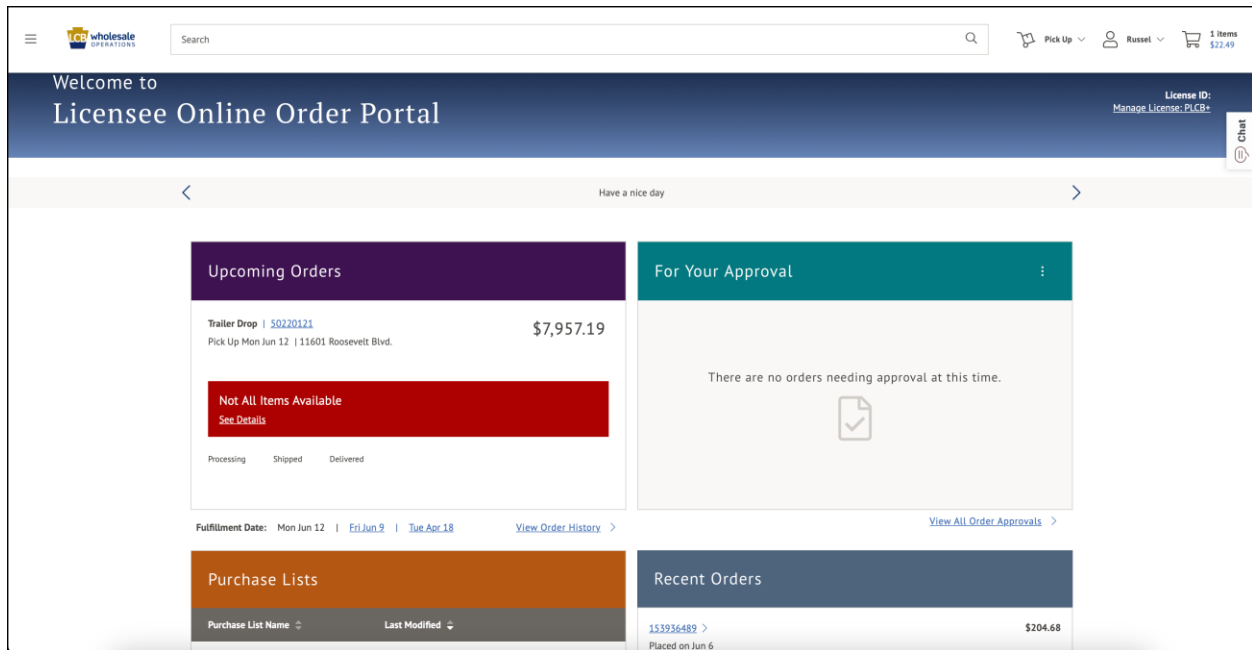 LCB wholesale
OPERATIONS
Search
Pick Up
Russel
1 items
$22.49
Welcome to
Licensee Online Order Portal
License ID:
Manage License: PLCB+
Chat
Have a nice day
Upcoming Orders
Trailer Drop | 50220121
$7,957.19
Pick Up Mon Jun 12 | 11601 Roosevelt Blvd.
Not All Items Available
See Details
Processing Shipped Delivered
Fulfillment Date: Mon Jun 12 | Fri Jun 9 | Tue Apr 18
View Order History
For Your Approval
There are no orders needing approval at this time.
View All Order Approvals
Purchase Lists
Purchase List Name Last Modified
Recent Orders
153936489
$204.68
Placed on Jun 6